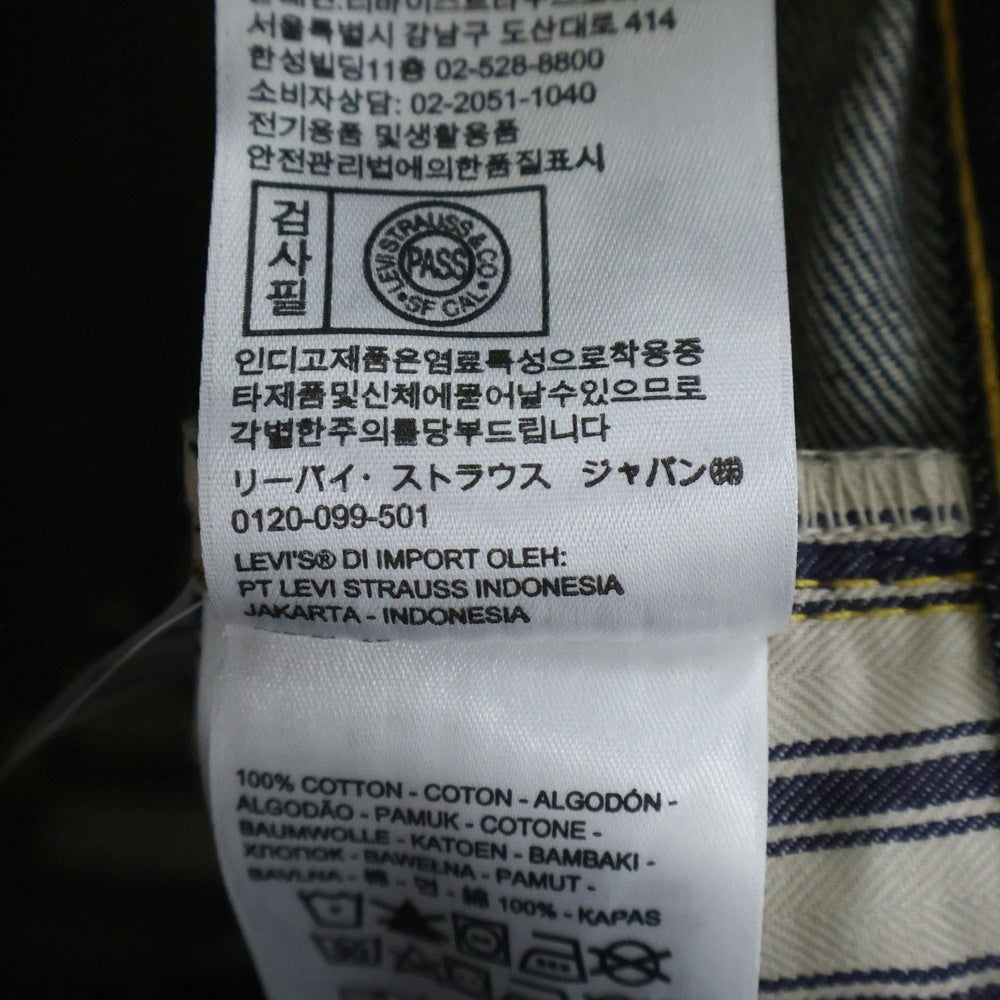 서울특별시 강남구 도산대로 414
한성빌딩11층 02-528-8800
소비자상담: 02-2051-1040
전기용품 및생활용품
안전관리법에의한품질표시
검사필
LEVI STRAUSS & CO
PASS
SF CAL
인디고제품은염료특성으로착용중
타제품및신체에묻어날수있으므로
각별한주의를당부드립니다
リーバイ・ストラウス ジャパン㈱
0120-099-501
LEVI'S® DI IMPORT OLEH:
PT LEVI STRAUSS INDONESIA
JAKARTA - INDONESIA
100% COTTON - COTON - ALGODÓN -
ALGODÃO - PAMUK - COTONE -
BAUMWOLLE - KATOEN - BAMBAKI -
ХЛОПОК - BAWEŁNA - PAMUT -
BAVLNA - 棉 - 면 - 綿 100% - KAPAS